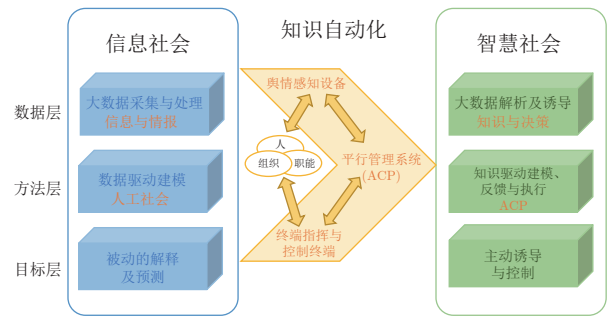 信息社会
知识自动化
智慧社会
数据层
大数据采集与处理
信息与情报
舆情感知设备
大数据解析及诱导
知识与决策
人
组织
职能
方法层
数据驱动建模
人工社会
平行管理系统
(ACP)
知识驱动建模、
反馈与执行
ACP
终端指挥与
控制终端
目标层
被动的解释
及预测
主动诱导
与控制